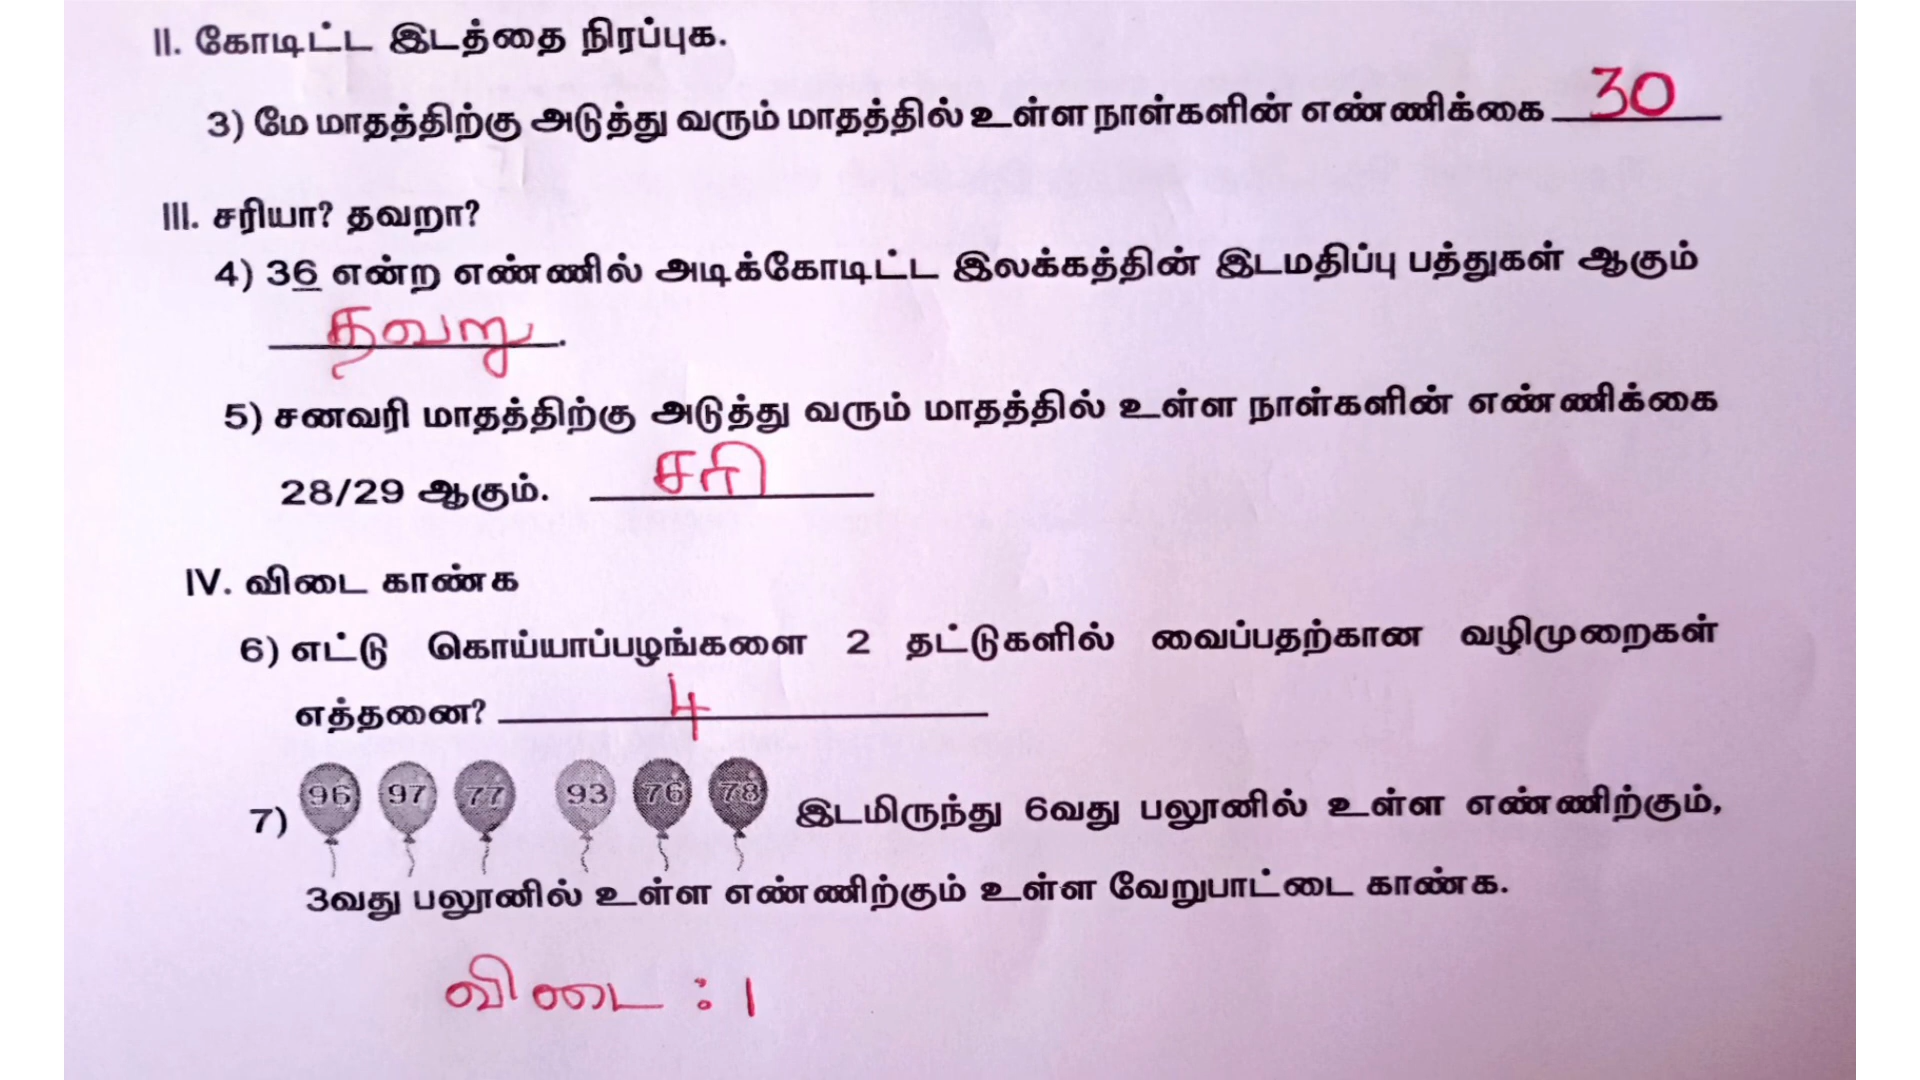 II. கோடிட்ட இடத்தை நிரப்புக.
3) மே மாதத்திற்கு அடுத்து வரும் மாதத்தில் உள்ள நாள்களின் எண்ணிக்கை 30
III. சரியா? தவறா?
4) 36 என்ற எண்ணில் அடிக்கோடிட்ட இலக்கத்தின் இடமதிப்பு பத்துகள் ஆகும்
தவறு.
5) சனவரி மாதத்திற்கு அடுத்து வரும் மாதத்தில் உள்ள நாள்களின் எண்ணிக்கை
28/29 ஆகும். சரி
IV. விடை காண்க
6) எட்டு கொய்யாப்பழங்களை 2 தட்டுகளில் வைப்பதற்கான வழிமுறைகள்
எத்தனை? 4
7) 96 97 77 93 76 78 இடமிருந்து 6வது பலூனில் உள்ள எண்ணிற்கும்,
3வது பலூனில் உள்ள எண்ணிற்கும் உள்ள வேறுபாட்டை காண்க.
விடை : 1